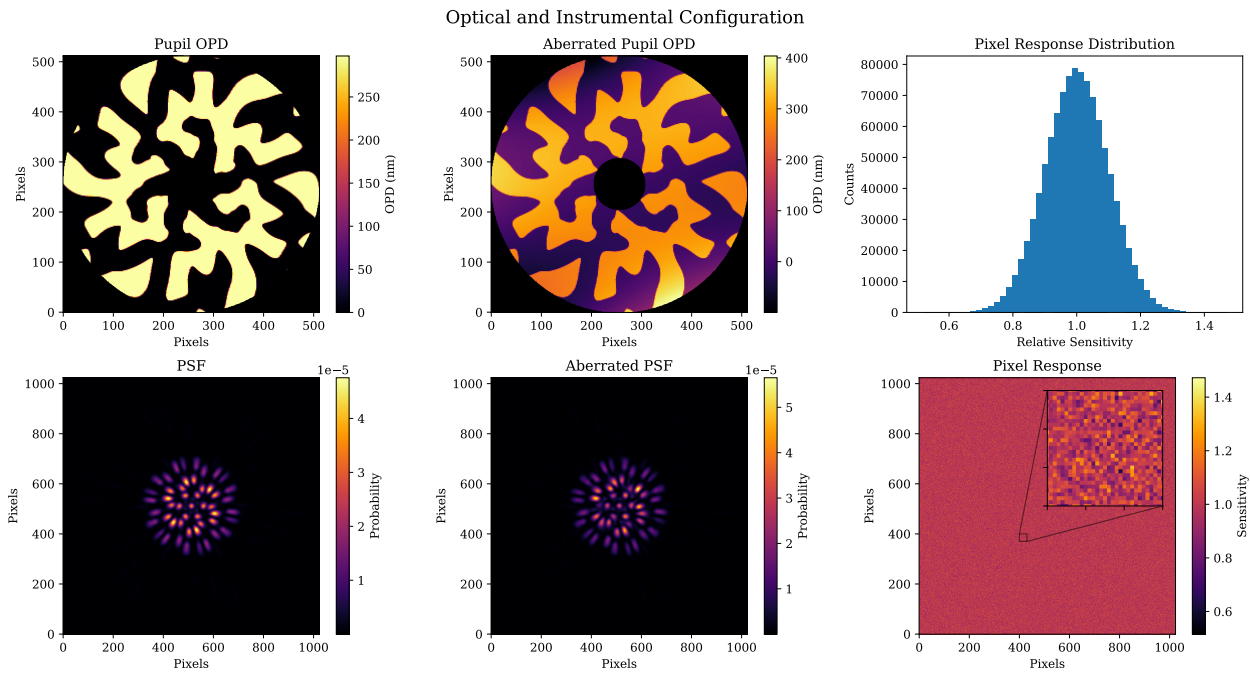 Optical and Instrumental Configuration
Pupil OPD
500
400
300
200
100
0
Pixels
0 100 200 300 400 500
Pixels
250
200
150
100
50
0
OPD (nm)
Aberrated Pupil OPD
500
400
300
200
100
0
Pixels
0 100 200 300 400 500
Pixels
400
300
200
100
0
OPD (nm)
Pixel Response Distribution
80000
70000
60000
50000
40000
30000
20000
10000
0
Counts
0.6 0.8 1.0 1.2 1.4
Relative Sensitivity
PSF
1000
800
600
400
200
0
Pixels
0 200 400 600 800 1000
Pixels
1e−5
4
3
2
1
Probability
Aberrated PSF
1000
800
600
400
200
0
Pixels
0 200 400 600 800 1000
Pixels
1e−5
5
4
3
2
1
Probability
Pixel Response
1000
800
600
400
200
0
Pixels
0 200 400 600 800 1000
Pixels
1.4
1.2
1.0
0.8
0.6
Sensitivity